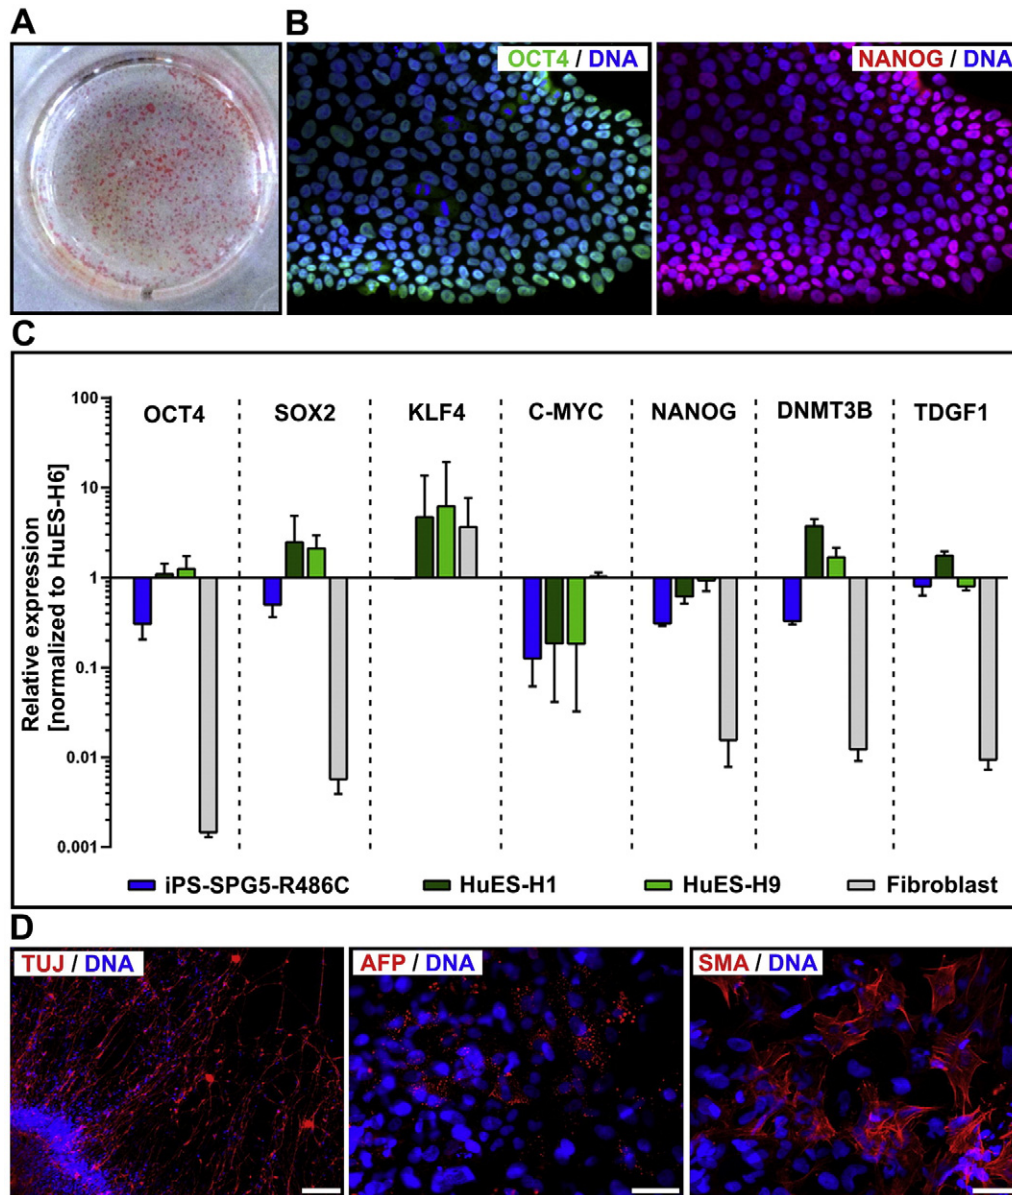 A
B
OCT4 / DNA
NANOG / DNA
C
Relative expression
[normalized to HuES-H6]
100
10
1
0.1
0.01
0.001
OCT4
SOX2
KLF4
C-MYC
NANOG
DNMT3B
TDGF1
iPS-SPG5-R486C
HuES-H1
HuES-H9
Fibroblast
D
TUJ / DNA
AFP / DNA
SMA / DNA